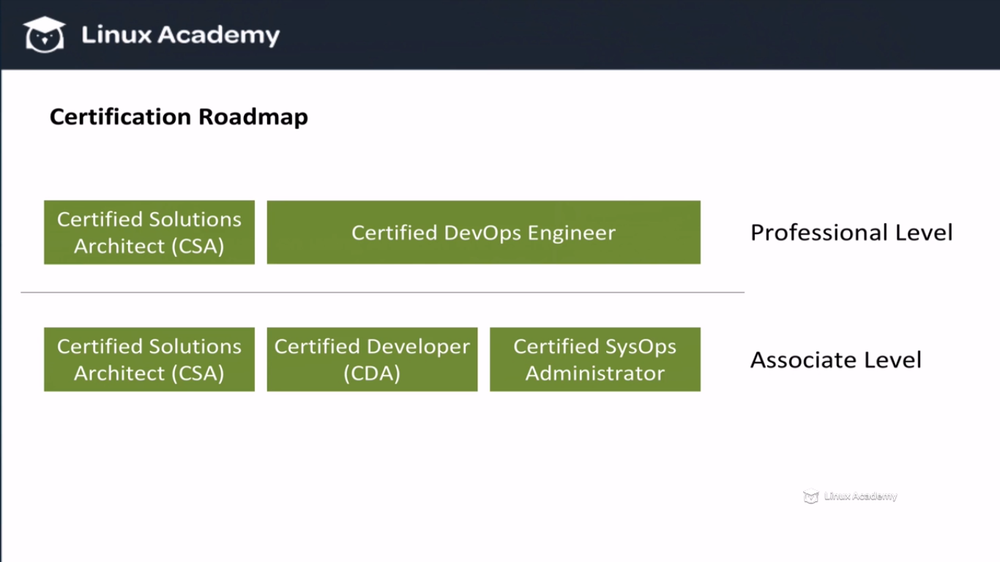 Linux Academy
Certification Roadmap
Certified Solutions
Architect (CSA)
Certified DevOps Engineer
Professional Level
Certified Solutions
Architect (CSA)
Certified Developer
(CDA)
Certified SysOps
Administrator
Associate Level
Linux Academy